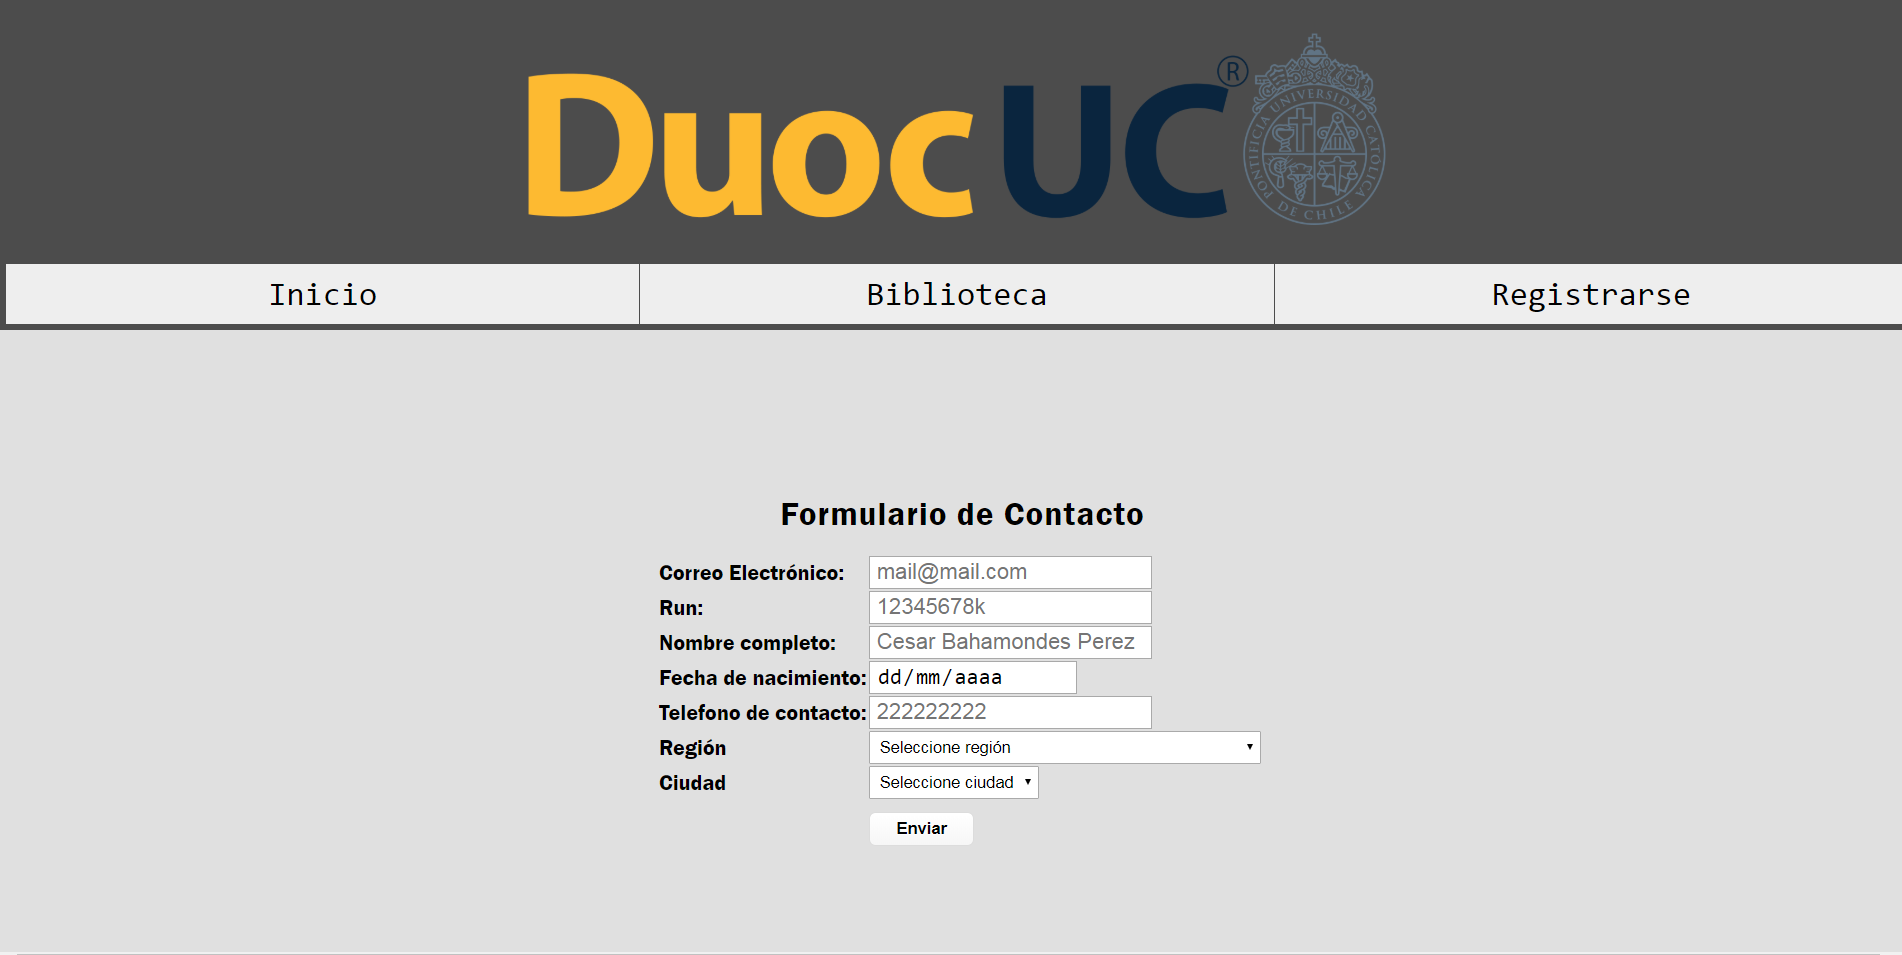 Duoc UC®
PONTIFICIA UNIVERSIDAD CATOLICA
DE CHILE
Inicio Biblioteca Registrarse
Formulario de Contacto
Correo Electrónico: mail@mail.com
Run: 12345678k
Nombre completo: Cesar Bahamondes Perez
Fecha de nacimiento: dd/mm/aaaa
Telefono de contacto: 222222222
Región Seleccione región
Ciudad Seleccione ciudad
Enviar